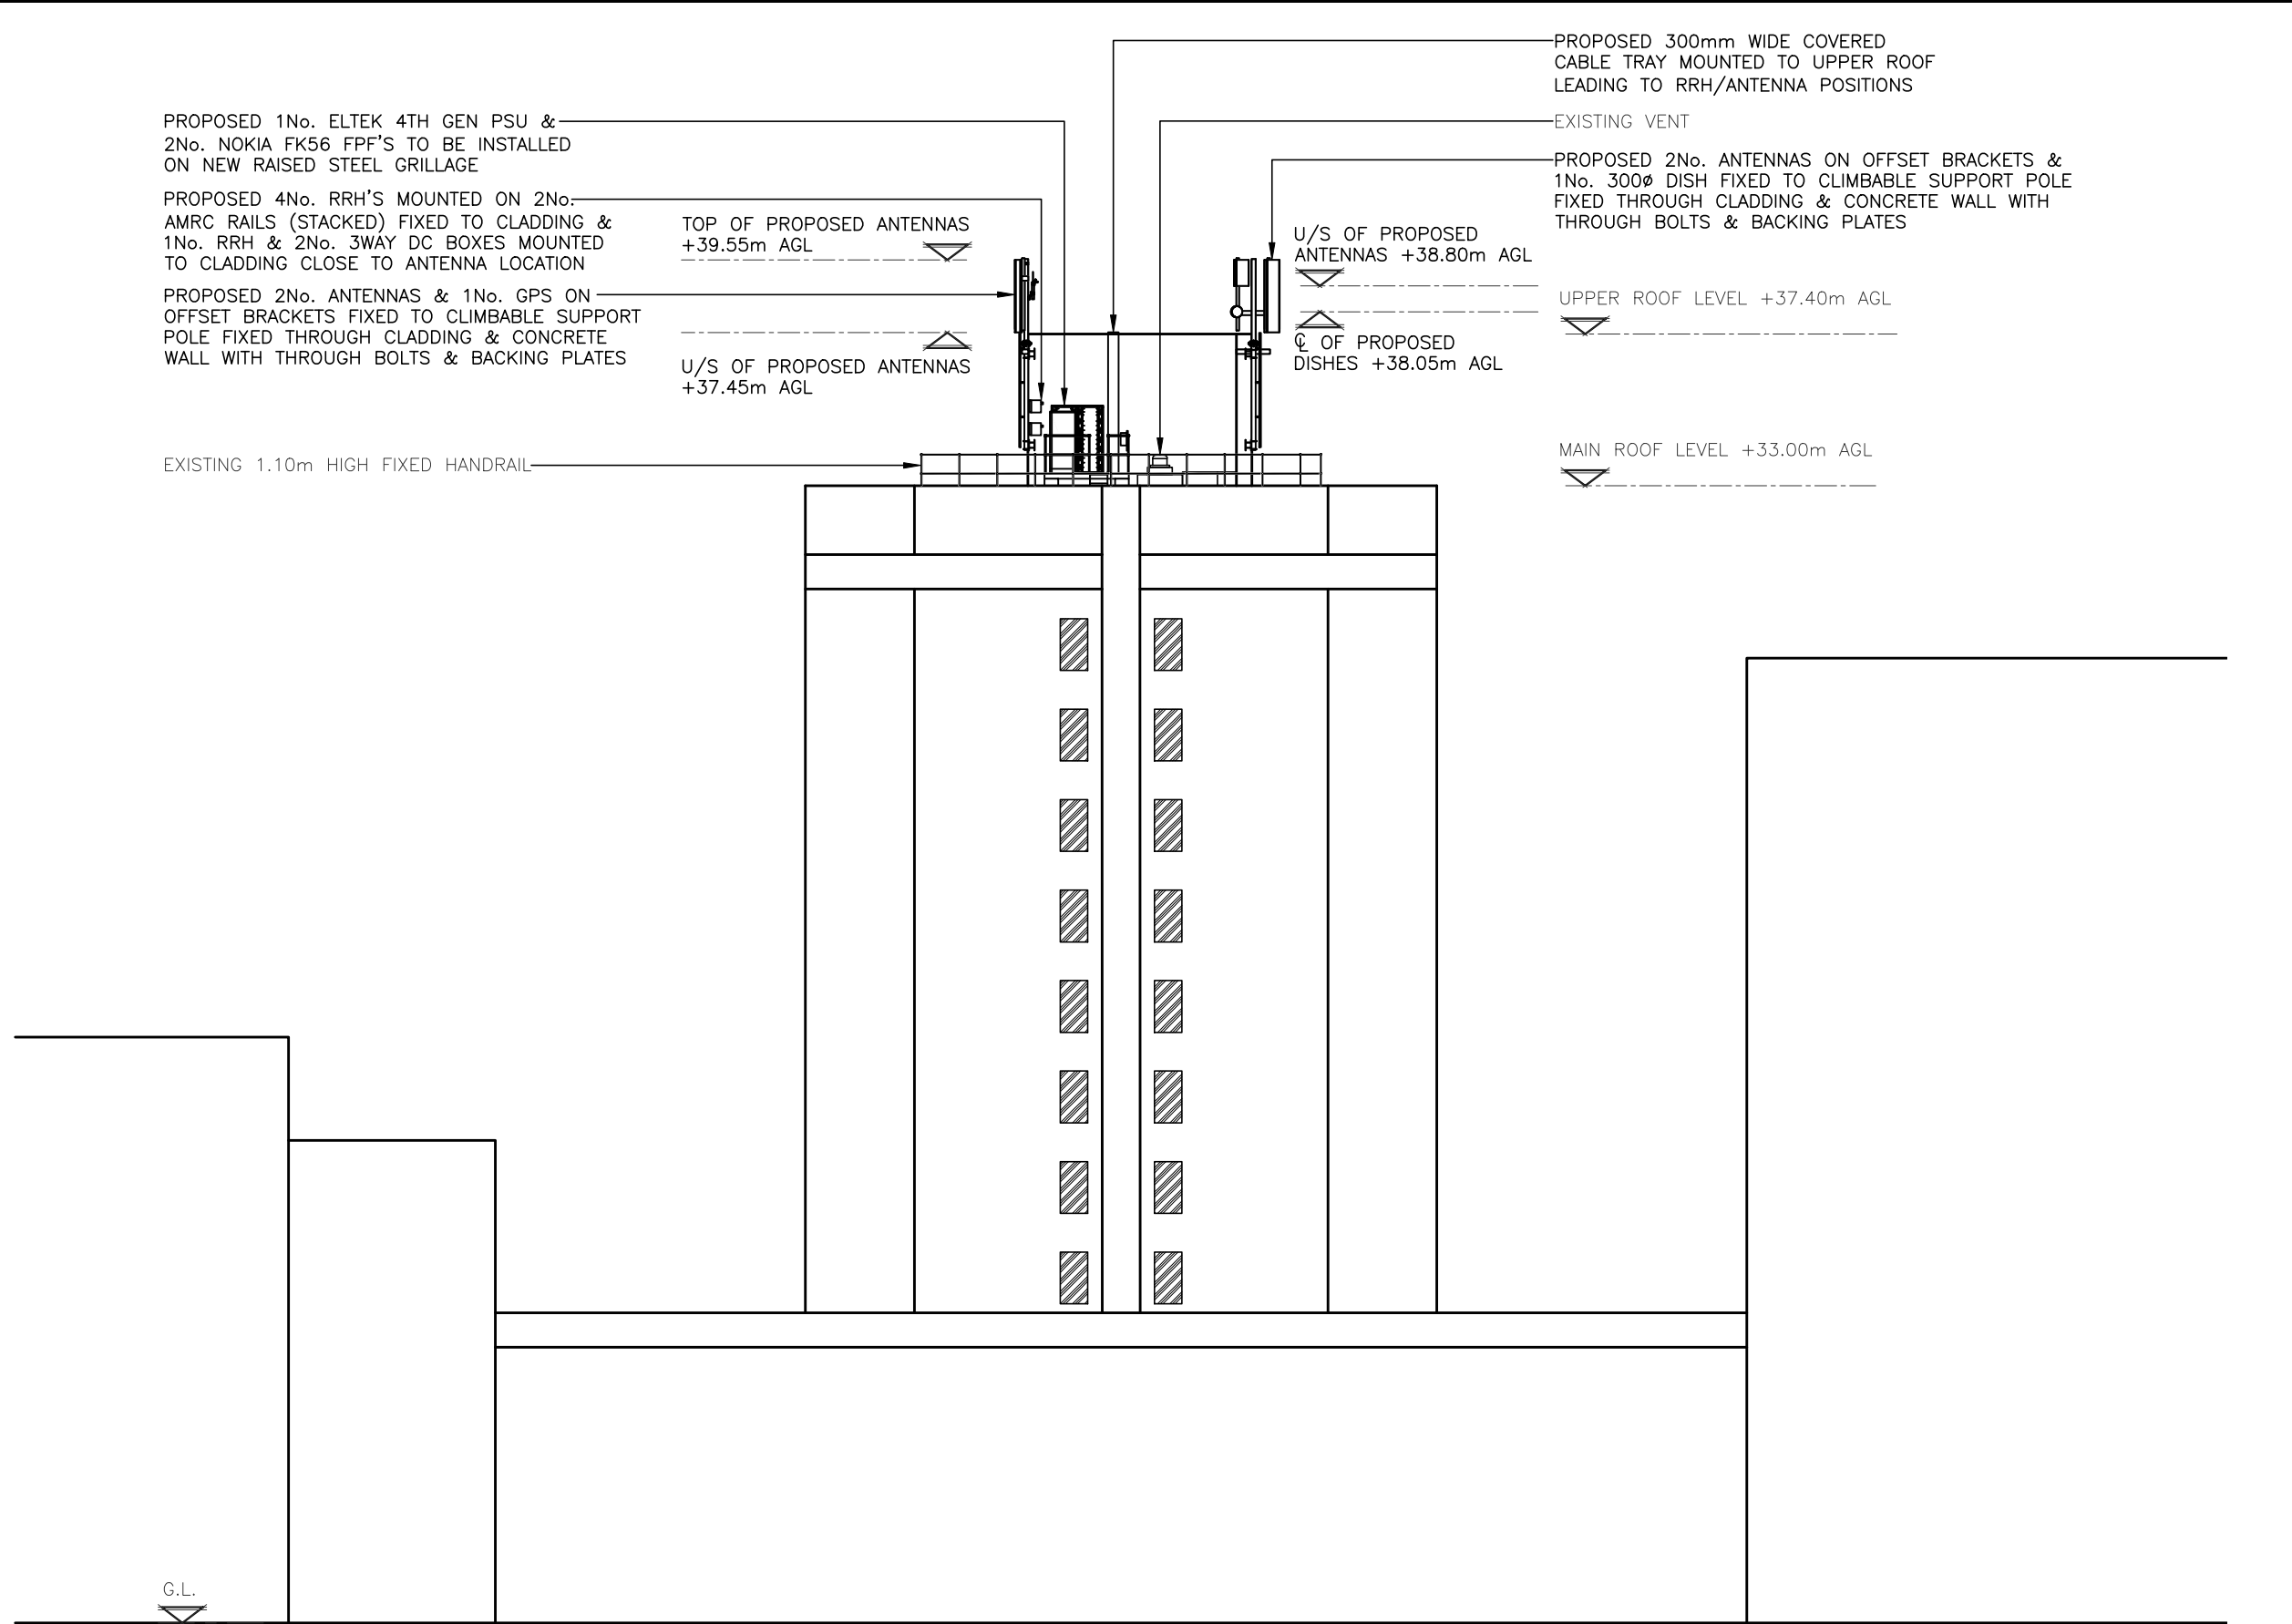 PROPOSED 300mm WIDE COVERED
CABLE TRAY MOUNTED TO UPPER ROOF
LEADING TO RRH/ANTENNA POSITIONS
PROPOSED 1No. ELTEK 4TH GEN PSU &
2No. NOKIA FK56 FPF'S TO BE INSTALLED
ON NEW RAISED STEEL GRILLAGE
EXISTING VENT
PROPOSED 2No. ANTENNAS ON OFFSET BRACKETS &
1No. 300ø DISH FIXED TO CLIMBABLE SUPPORT POLE
FIXED THROUGH CLADDING & CONCRETE WALL WITH
THROUGH BOLTS & BACKING PLATES
PROPOSED 4No. RRH'S MOUNTED ON 2No.
AMRC RAILS (STACKED) FIXED TO CLADDING &
1No. RRH & 2No. 3WAY DC BOXES MOUNTED
TO CLADDING CLOSE TO ANTENNA LOCATION
TOP OF PROPOSED ANTENNAS
+39.55m AGL
U/S OF PROPOSED
ANTENNAS +38.80m AGL
PROPOSED 2No. ANTENNAS & 1No. GPS ON
OFFSET BRACKETS FIXED TO CLIMBABLE SUPPORT
POLE FIXED THROUGH CLADDING & CONCRETE
WALL WITH THROUGH BOLTS & BACKING PLATES
UPPER ROOF LEVEL +37.40m AGL
℄ OF PROPOSED
DISHES +38.05m AGL
U/S OF PROPOSED ANTENNAS
+37.45m AGL
EXISTING 1.10m HIGH FIXED HANDRAIL
MAIN ROOF LEVEL +33.00m AGL
G.L.